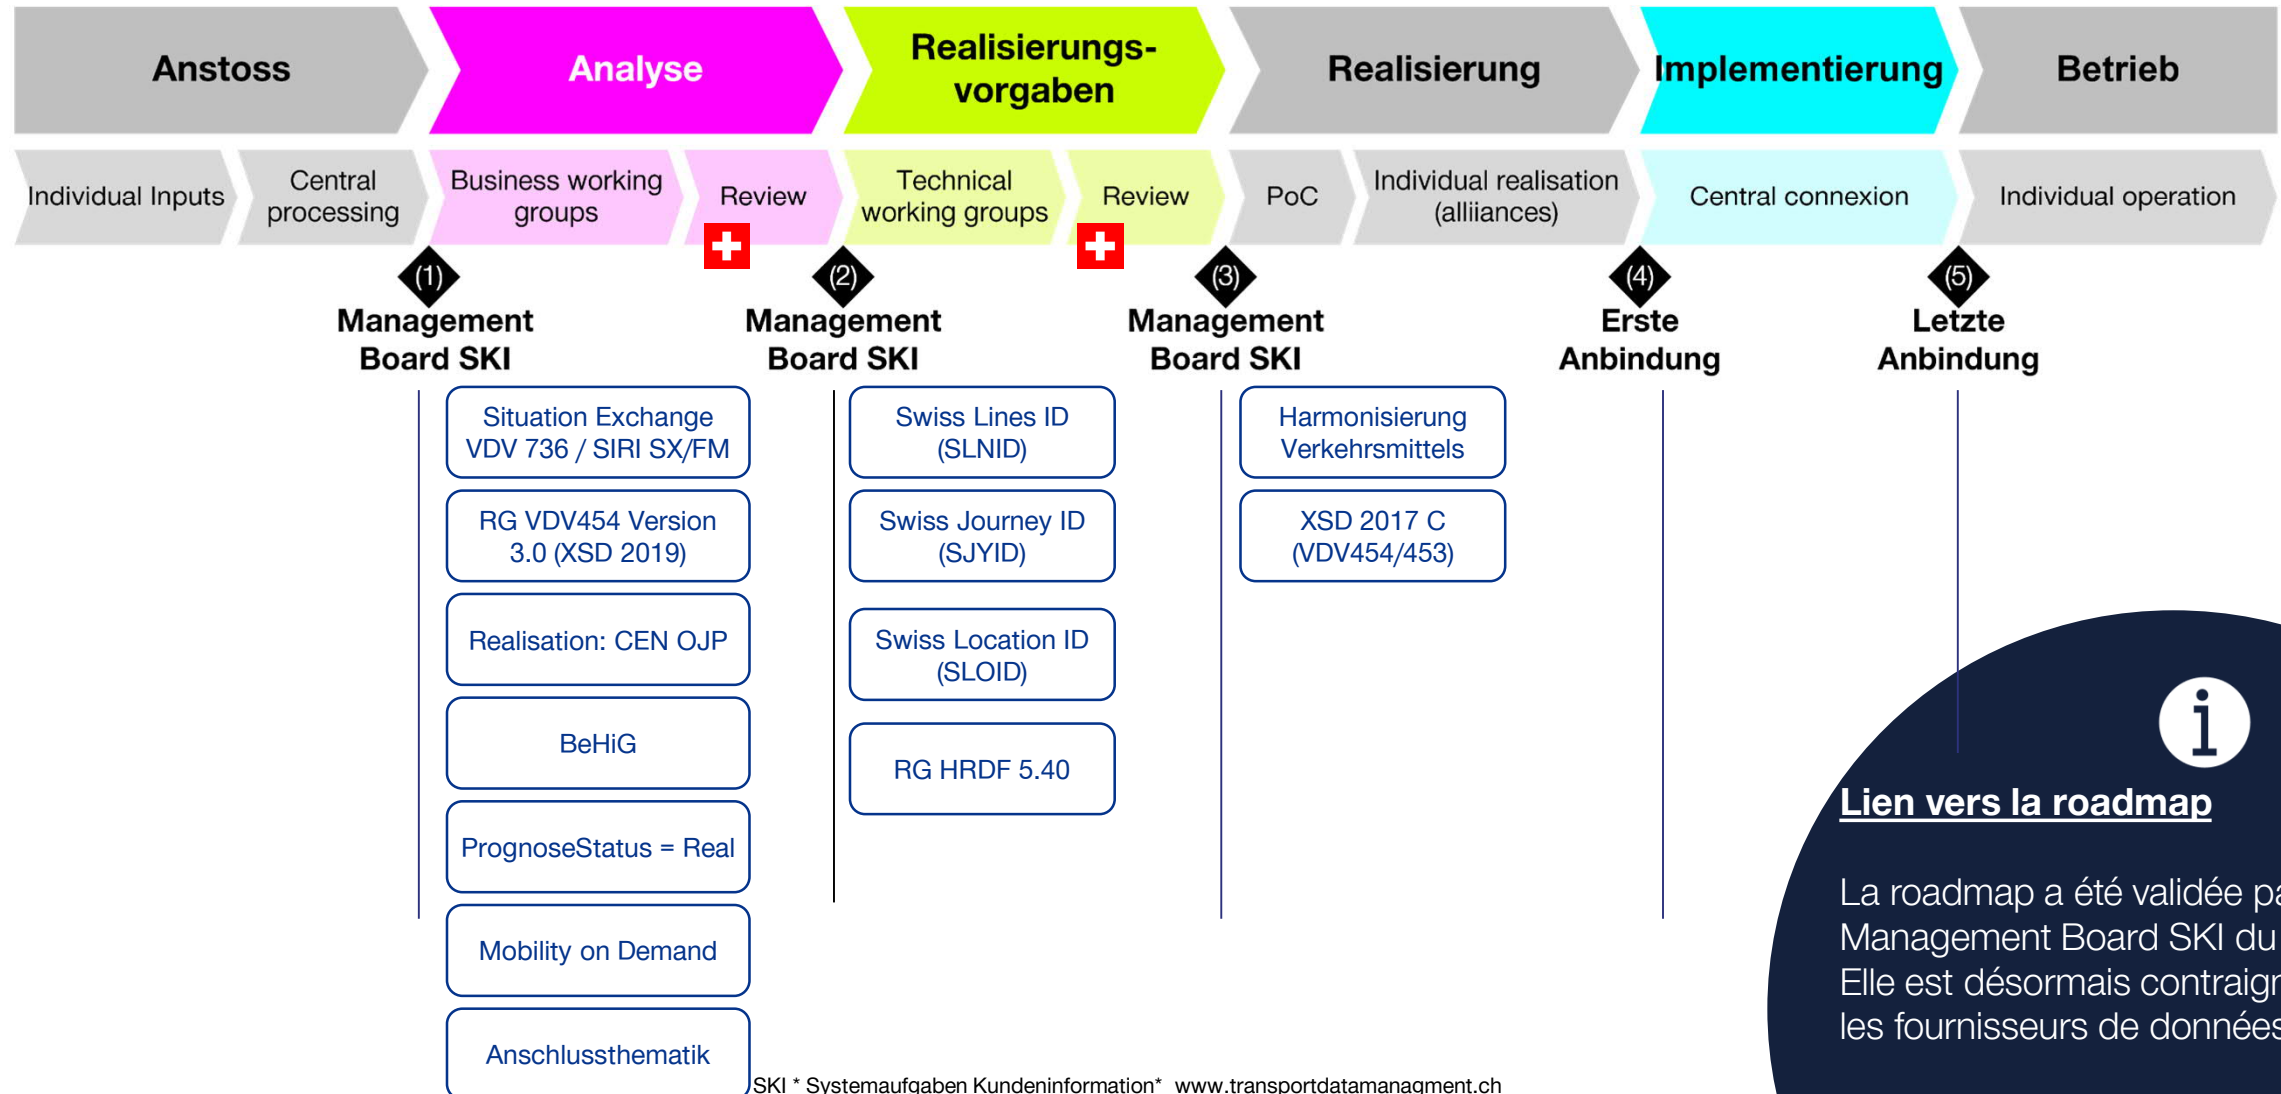 Anstoss
Analyse
Realisierungs-
vorgaben
Realisierung
Implementierung
Betrieb
Individual Inputs
Central
processing
Business working
groups
Review
Technical
working groups
Review
PoC
Individual realisation
(alliiances)
Central connexion
Individual operation
(1)
Management
Board SKI
(2)
Management
Board SKI
(3)
Management
Board SKI
(4)
Erste
Anbindung
(5)
Letzte
Anbindung
Situation Exchange
VDV 736 / SIRI SX/FM
RG VDV454 Version
3.0 (XSD 2019)
Realisation: CEN OJP
BeHiG
PrognoseStatus = Real
Mobility on Demand
Anschlussthematik
Swiss Lines ID
(SLNID)
Swiss Journey ID
(SJYID)
Swiss Location ID
(SLOID)
RG HRDF 5.40
Harmonisierung
Verkehrsmittels
XSD 2017 C
(VDV454/453)
i
Lien vers la roadmap
La roadmap a été validée
Management Board SKI du
Elle est désormais
les fournisseurs de données
SKI * Systemaufgaben Kundeninformation* www.transportdatamanagment.ch